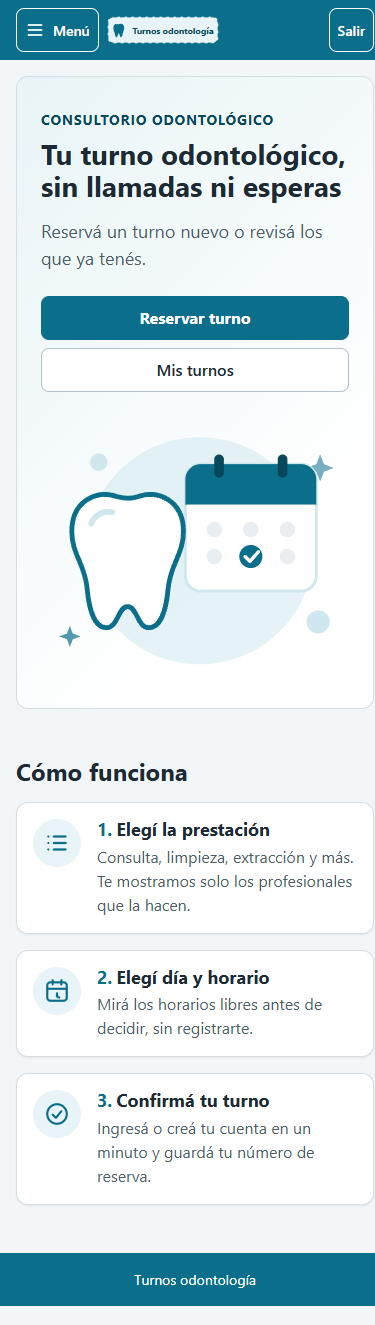 Menú
Turnos odontología
Salir
CONSULTORIO ODONTOLÓGICO
Tu turno odontológico,
sin llamadas ni esperas
Reservá un turno nuevo o revisá los
que ya tenés.
Reservar turno
Mis turnos
Cómo funciona
1. Elegí la prestación
Consulta, limpieza, extracción y más.
Te mostramos solo los profesionales
que la hacen.
2. Elegí día y horario
Mirá los horarios libres antes de
decidir, sin registrarte.
3. Confirmá tu turno
Ingresá o creá tu cuenta en un
minuto y guardá tu número de
reserva.
Turnos odontología